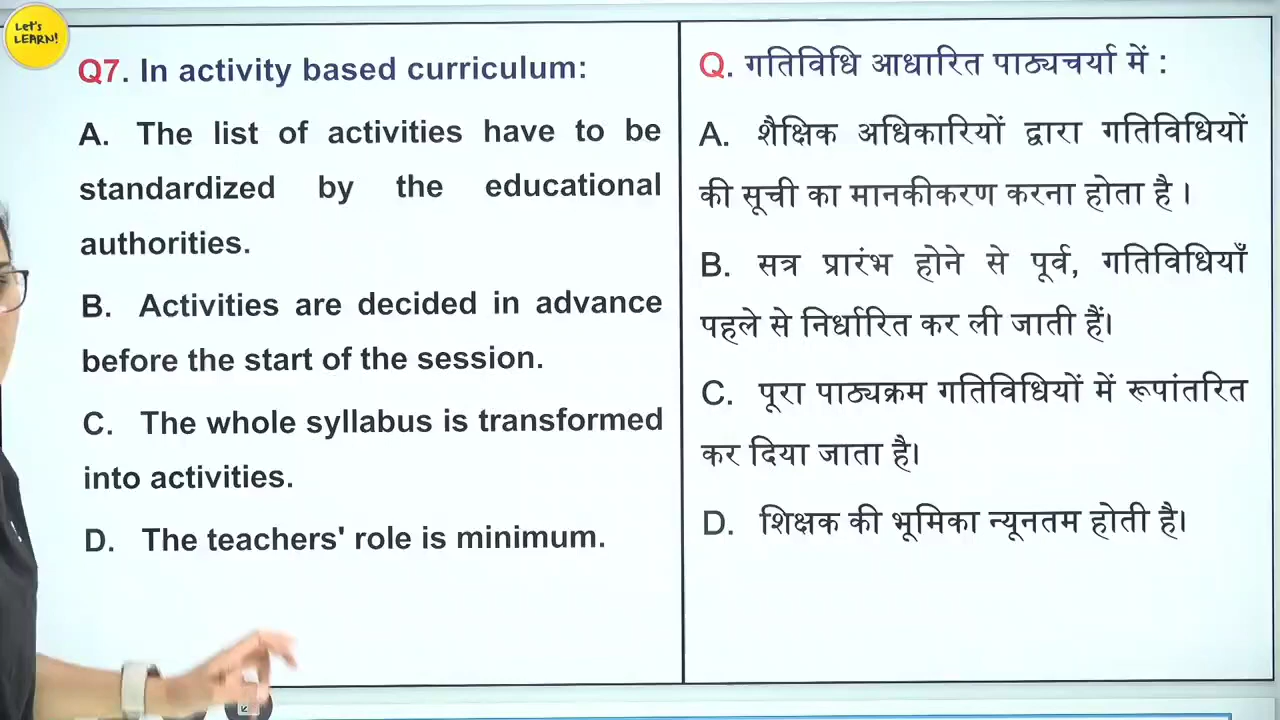 Let's
LEARN!
Q7. In activity based curriculum:
A. The list of activities have to be
standardized by the educational
authorities.
B. Activities are decided in advance
before the start of the session.
C. The whole syllabus is transformed
into activities.
D. The teachers' role is minimum.
Q. गतिविधि आधारित पाठ्यचर्या में :
A. शैक्षिक अधिकारियों द्वारा गतिविधियों
की सूची का मानकीकरण करना होता है ।
B. सत्र प्रारंभ होने से पूर्व, गतिविधियाँ
पहले से निर्धारित कर ली जाती हैं।
C. पूरा पाठ्यक्रम गतिविधियों में रूपांतरित
कर दिया जाता है।
D. शिक्षक की भूमिका न्यूनतम होती है।